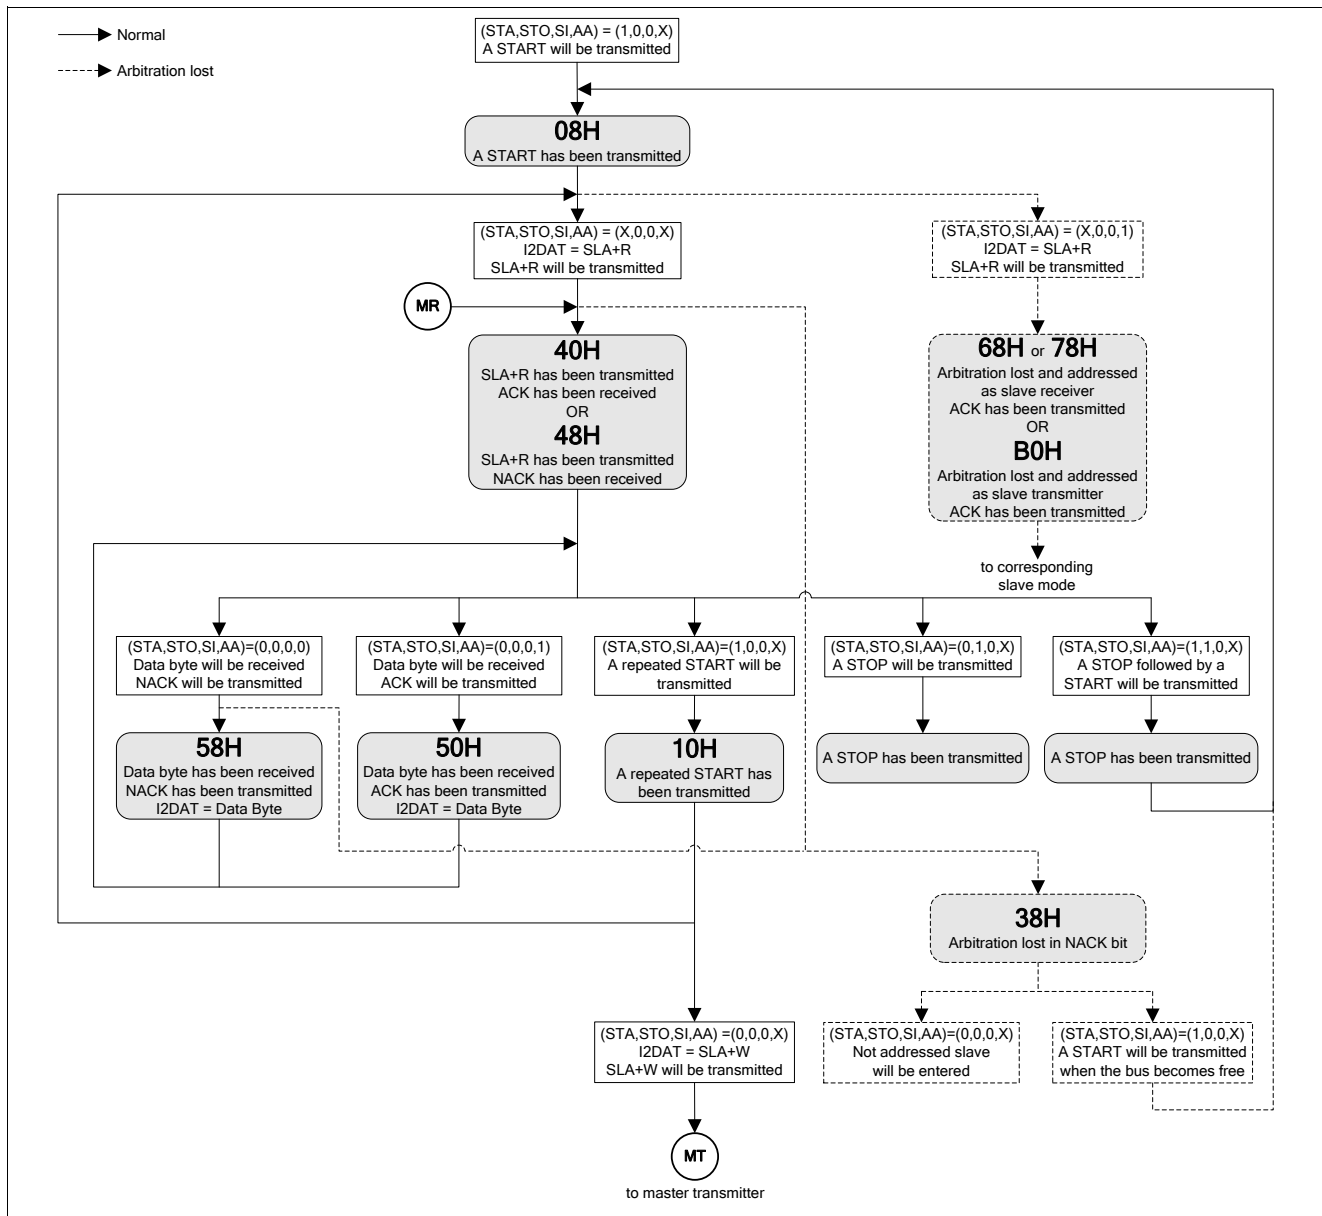 Normal
Arbitration lost
(STA,STO,SI,AA) = (1,0,0,X)
A START will be transmitted
08H
A START has been transmitted
(STA,STO,SI,AA) = (X,0,0,X)
I2DAT = SLA+R
SLA+R will be transmitted
(STA,STO,SI,AA) = (X,0,0,1)
I2DAT = SLA+R
SLA+R will be transmitted
MR
40H
SLA+R has been transmitted
ACK has been received
OR
48H
SLA+R has been transmitted
NACK has been received
68H or 78H
Arbitration lost and addressed
as slave receiver
ACK has been transmitted
OR
B0H
Arbitration lost and addressed
as slave transmitter
ACK has been transmitted
to corresponding
slave mode
(STA,STO,SI,AA)=(0,0,0,0)
Data byte will be received
NACK will be transmitted
(STA,STO,SI,AA)=(0,0,0,1)
Data byte will be received
ACK will be transmitted
(STA,STO,SI,AA)=(1,0,0,X)
A repeated START will be
transmitted
(STA,STO,SI,AA)=(0,1,0,X)
A STOP will be transmitted
(STA,STO,SI,AA)=(1,1,0,X)
A STOP followed by a
START will be transmitted
58H
Data byte has been received
NACK has been transmitted
I2DAT = Data Byte
50H
Data byte has been received
ACK has been transmitted
I2DAT = Data Byte
10H
A repeated START has
been transmitted
A STOP has been transmitted
A STOP has been transmitted
38H
Arbitration lost in NACK bit
(STA,STO,SI,AA) =(0,0,0,X)
I2DAT = SLA+W
SLA+W will be transmitted
(STA,STO,SI,AA)=(0,0,0,X)
Not addressed slave
will be entered
(STA,STO,SI,AA)=(1,0,0,X)
A START will be transmitted
when the bus becomes free
MT
to master transmitter